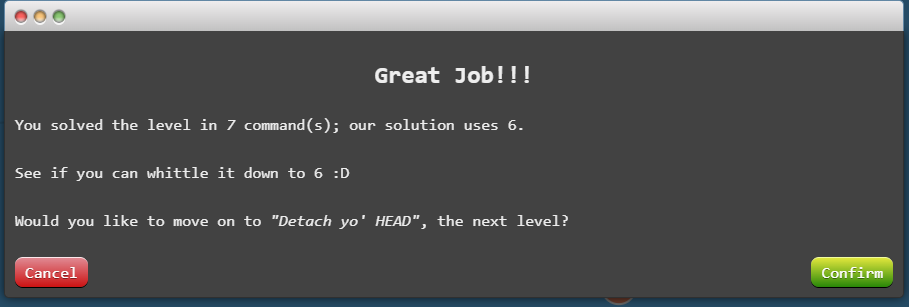 Great Job!!!
You solved the level in 7 command(s); our solution uses 6.
See if you can whittle it down to 6 :D
Would you like to move on to "Detach yo' HEAD", the next level?
Cancel
Confirm